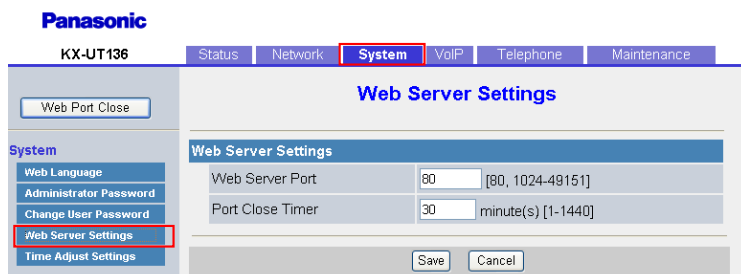 Panasonic
KX-UT136
Status Network System VoIP Telephone Maintenance
Web Port Close
Web Server Settings
System
Web Language
Administrator Password
Change User Password
Web Server Settings
Time Adjust Settings
Web Server Settings
Web Server Port 80 [80, 1024-49151]
Port Close Timer 30 minute(s) [1-1440]
Save Cancel